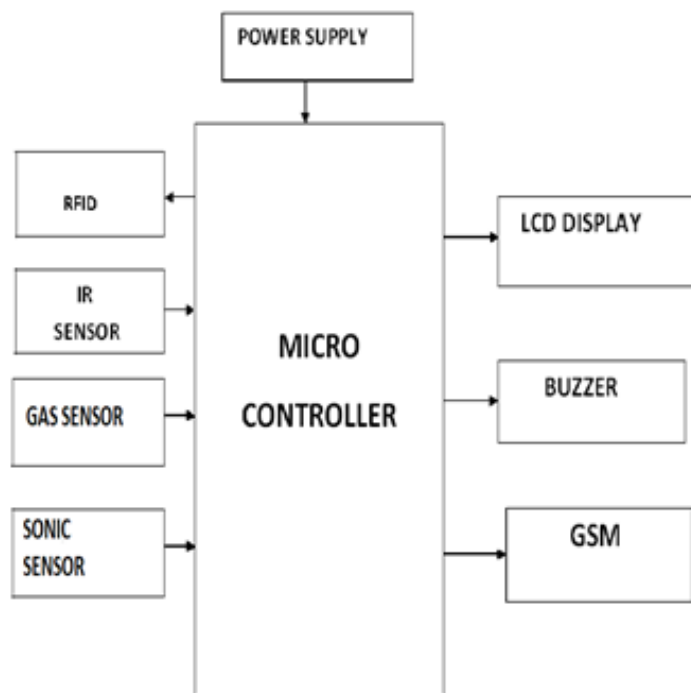 POWER SUPPLY
RFID
IR
SENSOR
GAS SENSOR
SONIC
SENSOR
MICRO
CONTROLLER
LCD DISPLAY
BUZZER
GSM